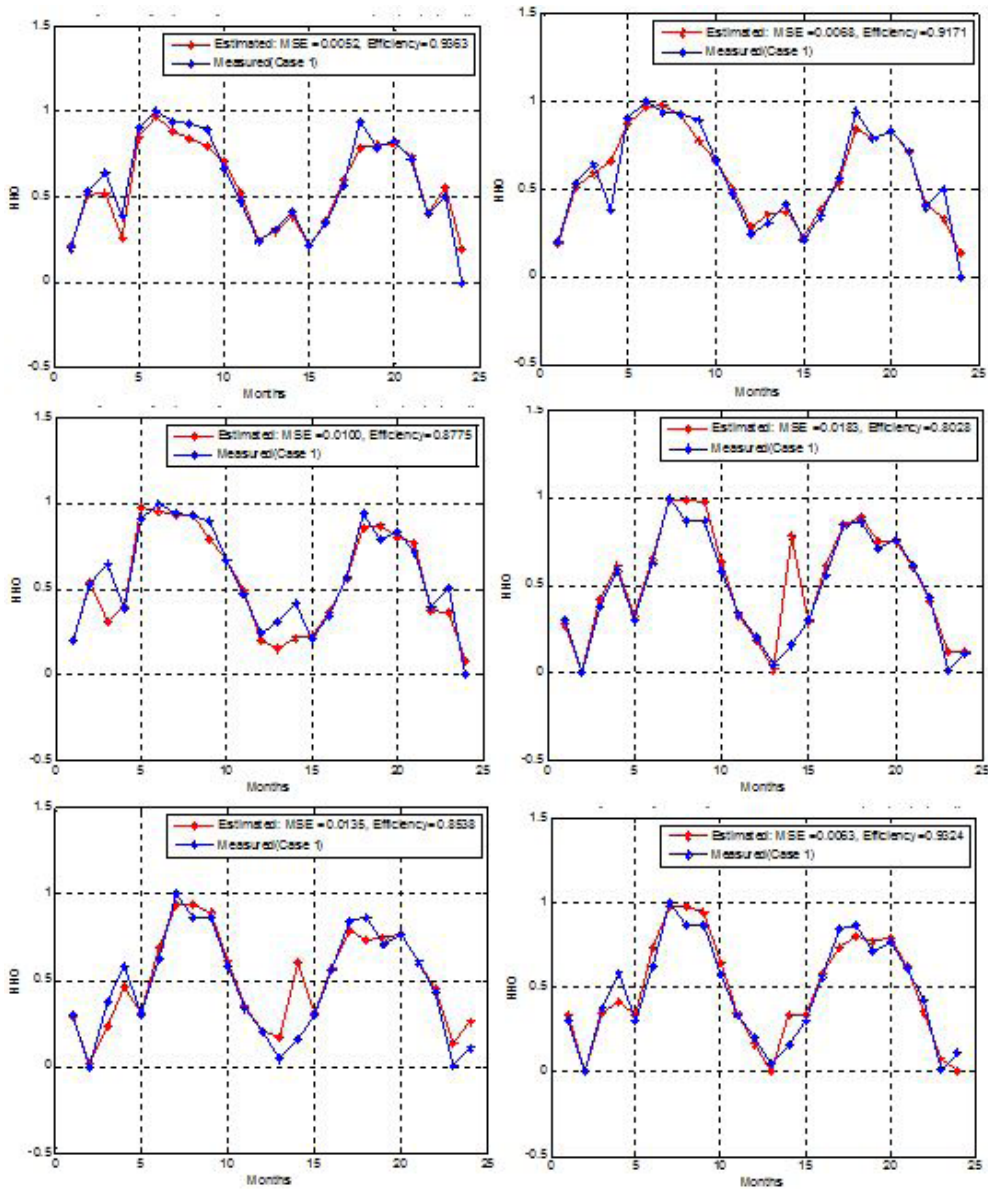 1.5
Estimated: MSE =0.0052, Efficiency=0.9363
Measured(Case 1)
1
0.5
0
-0.5
HHO
0 5 10 15 20 25
Months
1.5
Estimated: MSE =0.0068, Efficiency=0.9171
Measured(Case 1)
1
0.5
0
-0.5
HHO
0 5 10 15 20 25
Months
1.5
Estimated: MSE =0.0100, Efficiency=0.8775
Measured(Case 1)
1
0.5
0
-0.5
HHO
0 5 10 15 20 25
Months
1.5
Estimated: MSE =0.0183, Efficiency=0.8028
Measured(Case 1)
1
0.5
0
-0.5
HHO
0 5 10 15 20 25
Months
1.5
Estimated: MSE =0.0135, Efficiency=0.8538
Measured(Case 1)
1
0.5
0
-0.5
HHO
0 5 10 15 20 25
Months
1.5
Estimated: MSE =0.0063, Efficiency=0.9324
Measured(Case 1)
1
0.5
0
-0.5
HHO
0 5 10 15 20 25
Months